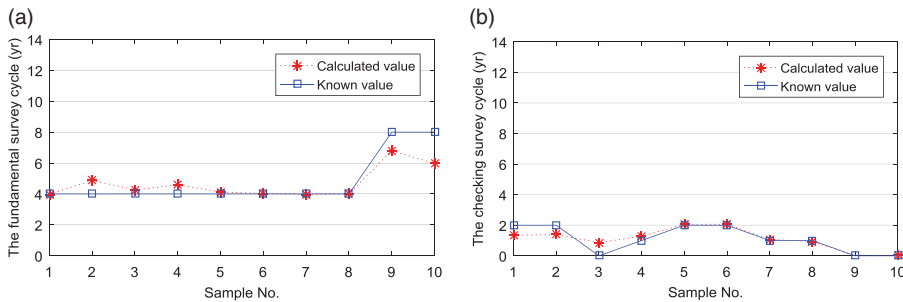 (a)
The fundamental survey cycle (yr)
14
12
10
8
6
4
2
0
Calculated value
Known value
1 2 3 4 5 6 7 8 9 10
Sample No.
(b)
The checking survey cycle (yr)
14
12
10
8
6
4
2
0
Calculated value
Known value
1 2 3 4 5 6 7 8 9 10
Sample No.